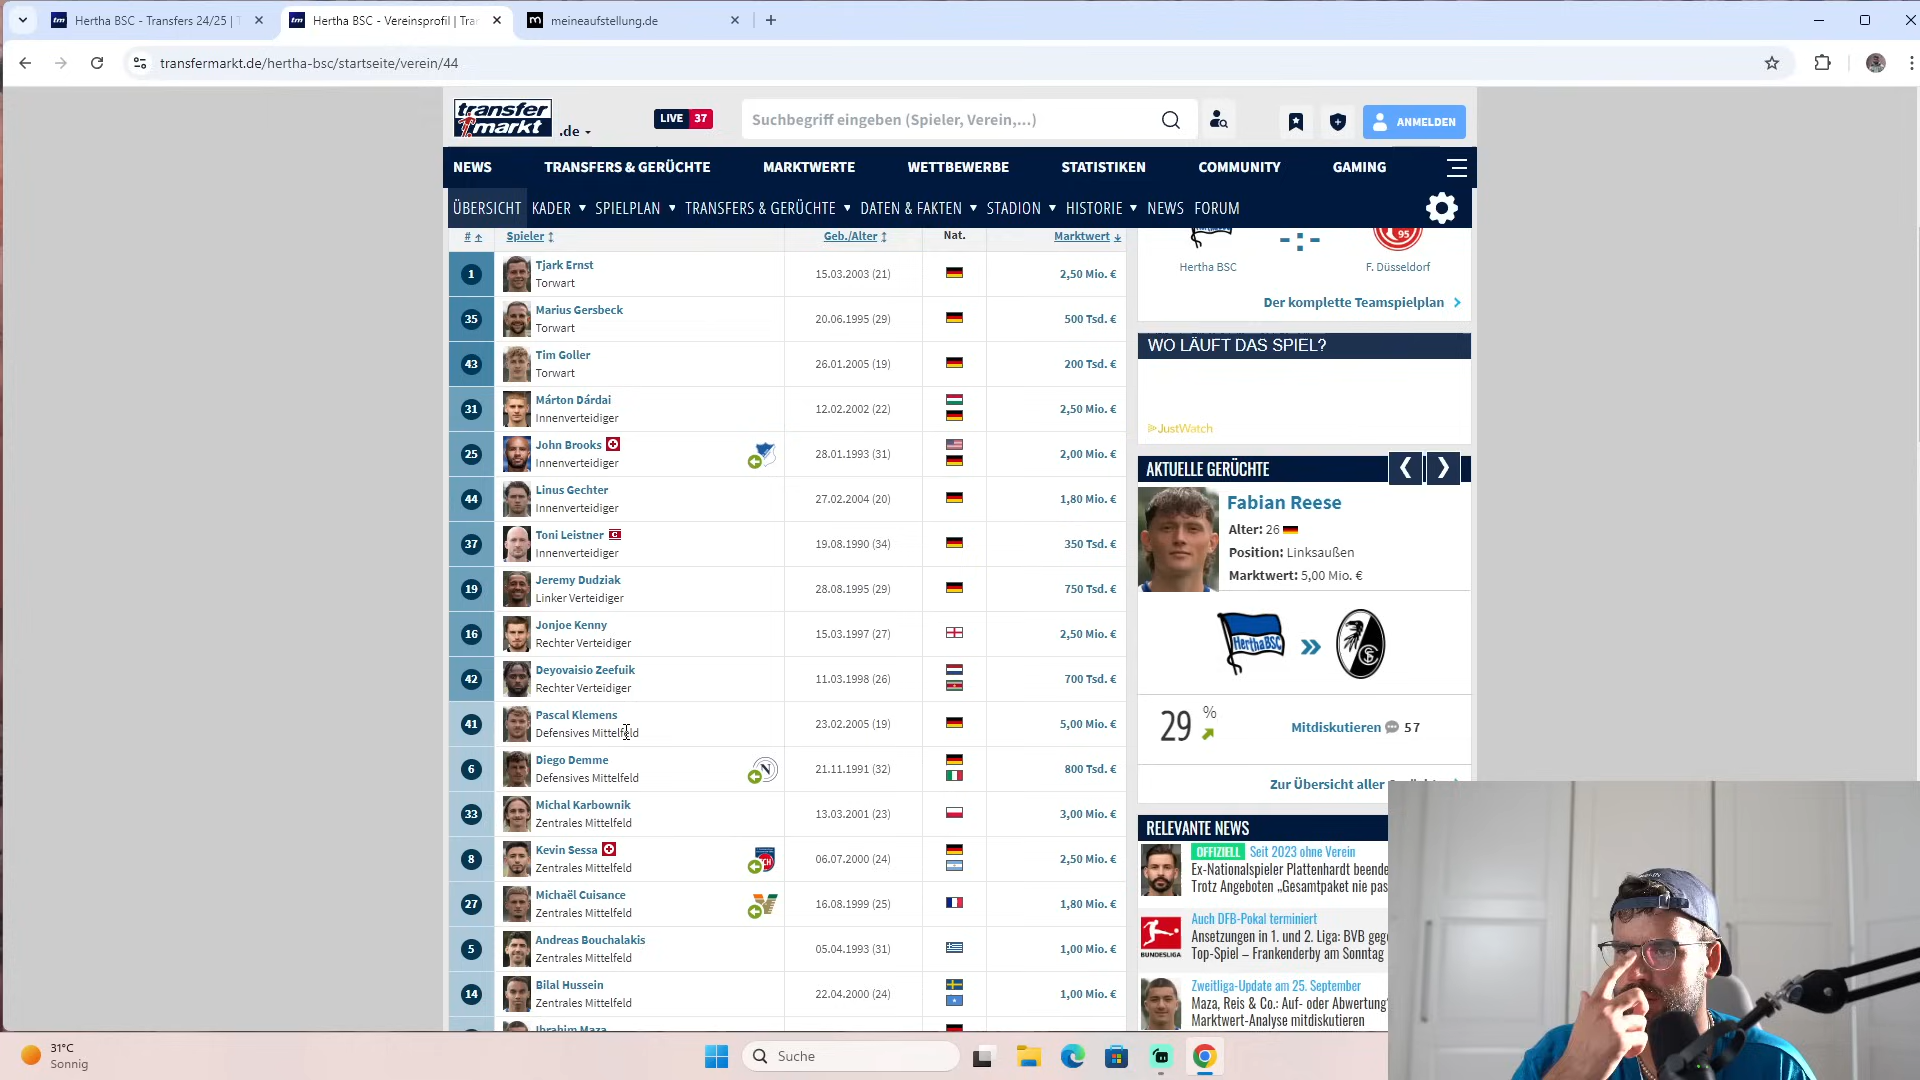 Hertha BSC - Transfers 24/25 | T
Hertha BSC - Vereinsprofil | Tra
meineaufstellung.de
transfermarkt.de/hertha-bsc/startseite/verein/44
transfer
markt
.de
LIVE 37
Suchbegriff eingeben (Spieler, Verein,...)
ANMELDEN
NEWS TRANSFERS & GERÜCHTE MARKTWERTE WETTBEWERBE STATISTIKEN COMMUNITY GAMING
ÜBERSICHT KADER SPIELPLAN TRANSFERS & GERÜCHTE DATEN & FAKTEN STADION HISTORIE NEWS FORUM
# Spieler Geb./Alter Nat. Marktwert
1 Tjark Ernst 15.03.2003 (21) 2,50 Mio. €
Torwart
35 Marius Gersbeck 20.06.1995 (29) 500 Tsd. €
Torwart
43 Tim Goller 26.01.2005 (19) 200 Tsd. €
Torwart
31 Márton Dárdai 12.02.2002 (22) 2,50 Mio. €
Innenverteidiger
25 John Brooks 28.01.1993 (31) 2,00 Mio. €
Innenverteidiger
44 Linus Gechter 27.02.2004 (20) 1,80 Mio. €
Innenverteidiger
37 Toni Leistner 19.08.1990 (34) 350 Tsd. €
Innenverteidiger
19 Jeremy Dudziak 28.08.1995 (29) 750 Tsd. €
Linker Verteidiger
16 Jonjoe Kenny 15.03.1997 (27) 2,50 Mio. €
Rechter Verteidiger
42 Deyovaisio Zeefuik 11.03.1998 (26) 700 Tsd. €
Rechter Verteidiger
41 Pascal Klemens 23.02.2005 (19) 5,00 Mio. €
Defensives Mittelfeld
6 Diego Demme 21.11.1991 (32) 800 Tsd. €
Defensives Mittelfeld
33 Michal Karbownik 13.03.2001 (23) 3,00 Mio. €
Zentrales Mittelfeld
8 Kevin Sessa 06.07.2000 (24) 2,50 Mio. €
Zentrales Mittelfeld
27 Michaël Cuisance 16.08.1999 (25) 1,80 Mio. €
Zentrales Mittelfeld
5 Andreas Bouchalakis 05.04.1993 (31) 1,00 Mio. €
Zentrales Mittelfeld
14 Bilal Hussein 22.04.2000 (24) 1,00 Mio. €
Zentrales Mittelfeld
Ibrahim Maza
-:-
95
Hertha BSC F. Düsseldorf
Der komplette Teamspielplan
WO LÄUFT DAS SPIEL?
JustWatch
AKTUELLE GERÜCHTE
Fabian Reese
Alter: 26
Position: Linksaußen
Marktwert: 5,00 Mio. €
Hertha BSC
29 % Mitdiskutieren 57
Zur Übersicht aller
RELEVANTE NEWS
OFFIZIELL Seit 2023 ohne Verein
Ex-Nationalspieler Plattenhardt beende
Trotz Angeboten „Gesamtpaket nie pas
Auch DFB-Pokal terminiert
Ansetzungen in 1. und 2. Liga: BVB gege
Top-Spiel – Frankenderby am Sonntag
BUNDESLIGA
Zweitliga-Update am 25. September
Maza, Reis & Co.: Auf- oder Abwertung
Marktwert-Analyse mitdiskutieren
31°C
Sonnig
Suche